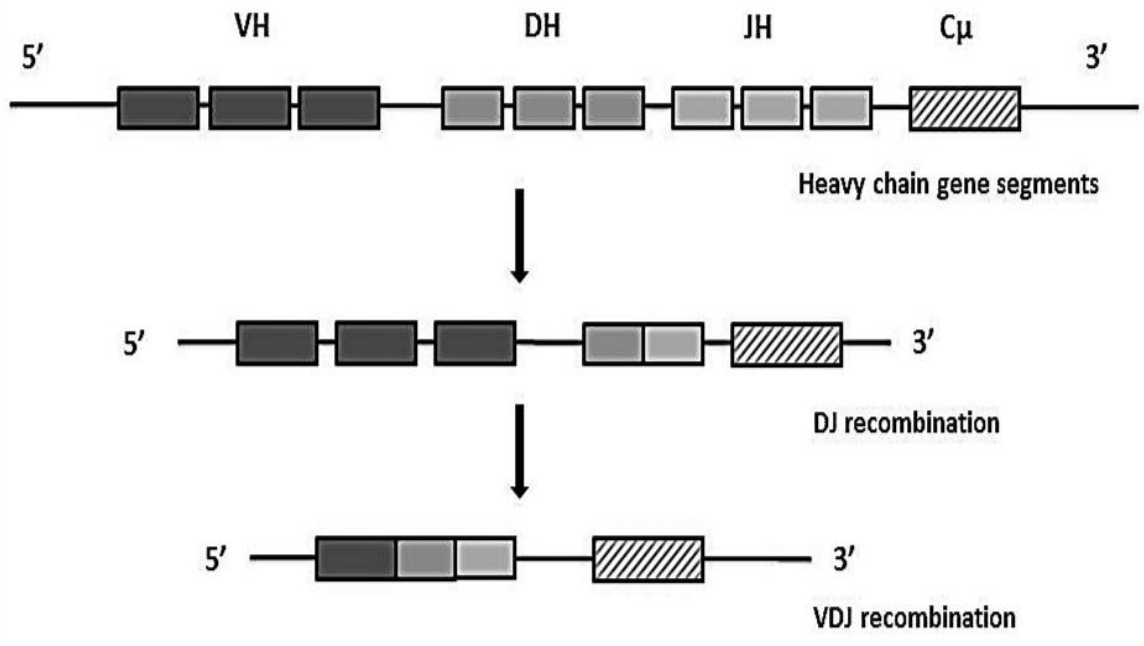 VH DH JH Cμ
5’ 3’
Heavy chain gene segments
5’ 3’
DJ recombination
5’ 3’
VDJ recombination